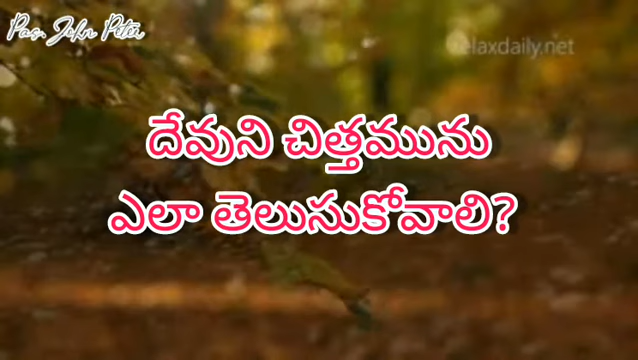 Pas. John Peter
relaxdaily.net
దేవుని చిత్తమును
ఎలా తెలుసుకోవాలి?